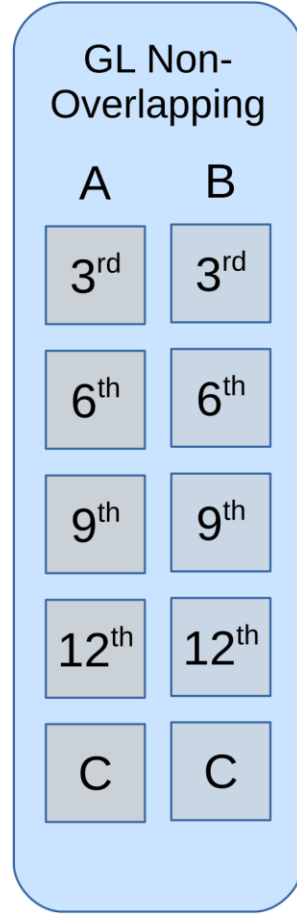 GL Non-
Overlapping
A B
3rd 3rd
6th 6th
9th 9th
12th 12th
C C